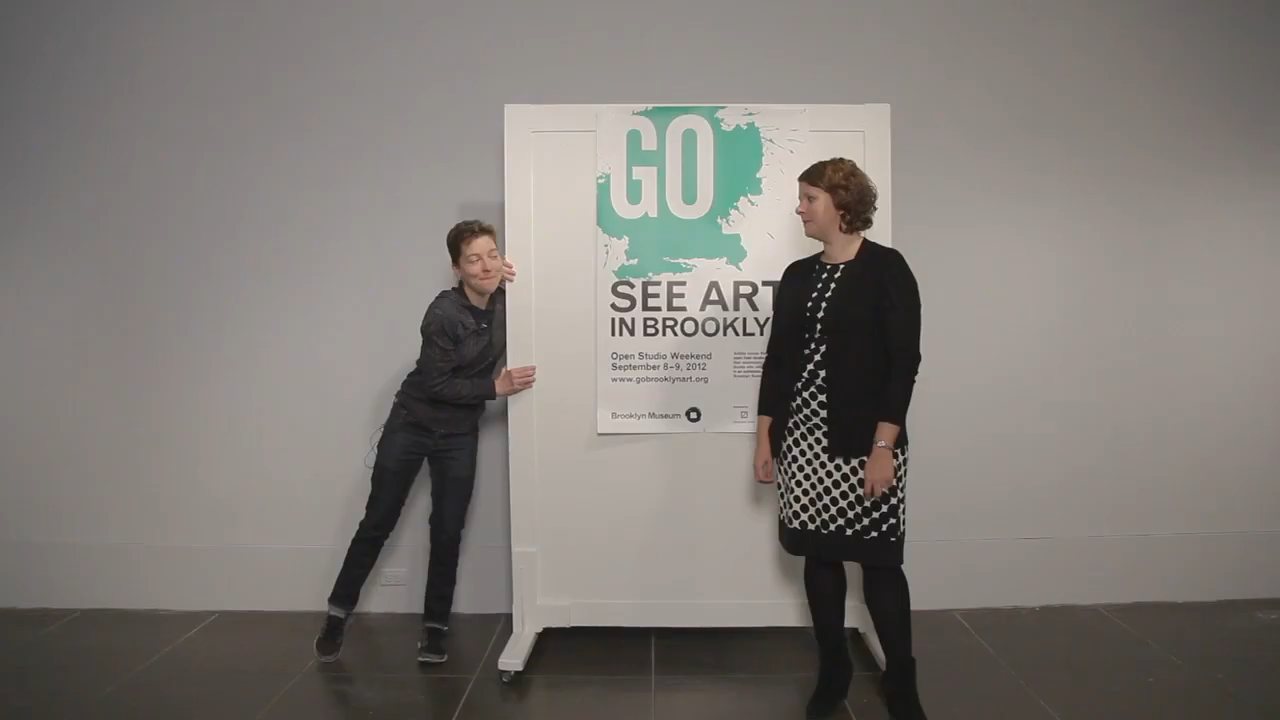 GO
SEE ART
IN BROOKLY
Open Studio Weekend
September 8–9, 2012
www.gobrooklynart.org
Brooklyn Museum